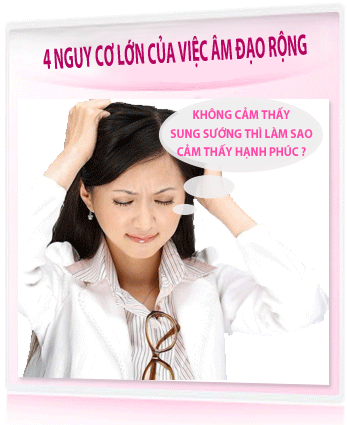 4 NGUY CƠ LỚN CỦA VIỆC ÂM ĐẠO RỘNG
KHÔNG CẢM THẤY
SUNG SƯỚNG THÌ LÀM SAO
CẢM THẤY HẠNH PHÚC ?